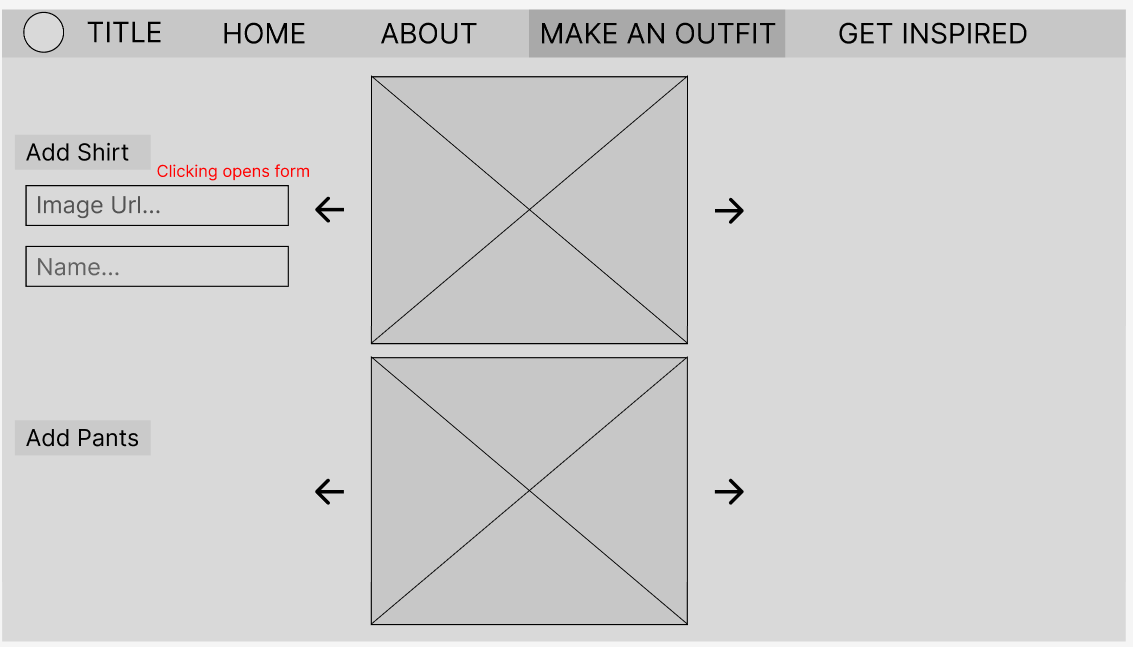 TITLE HOME ABOUT MAKE AN OUTFIT GET INSPIRED
Add Shirt
Clicking opens form
Image Url...
Name...
Add Pants